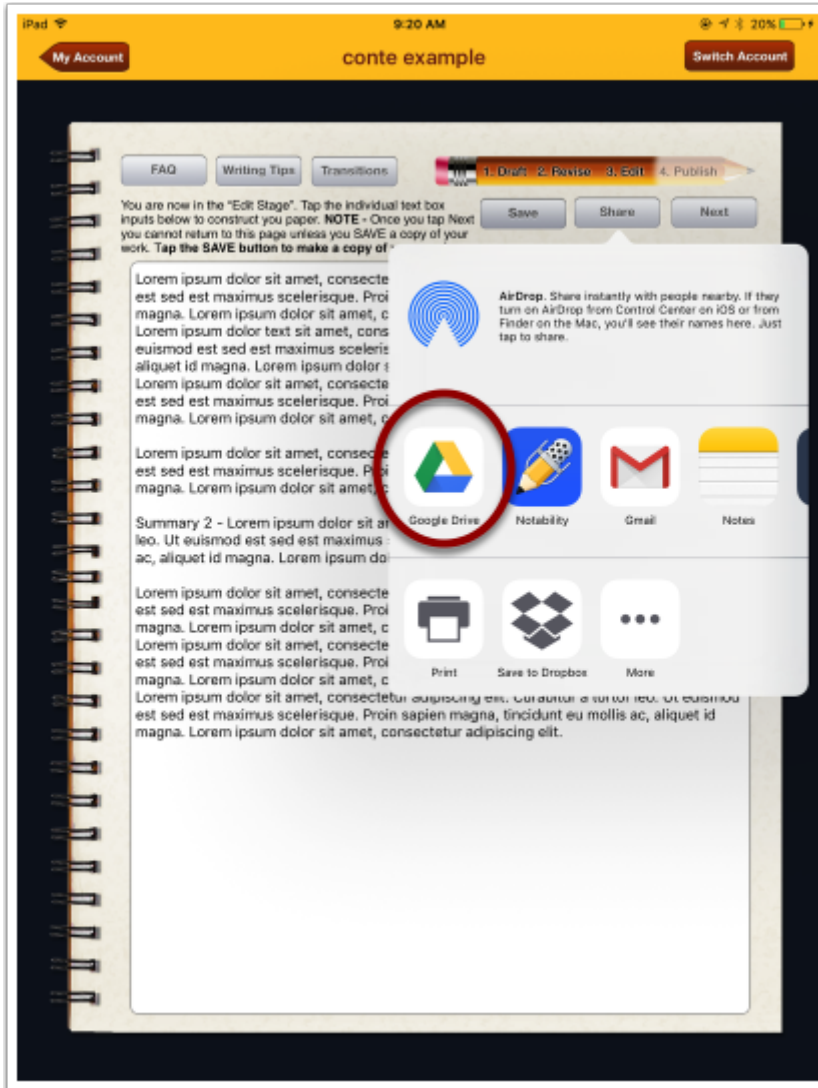 iPad 9:20 AM 20%
My Account conte example Switch Account
FAQ Writing Tips Transitions 1. Draft 2. Revise 3. Edit 4. Publish
You are now in the "Edit Stage". Tap the individual text box
inputs below to construct you paper. NOTE - Once you tap Next
you cannot return to this page unless you SAVE a copy of your
work. Tap the SAVE button to make a copy of
Save Share Next
Lorem ipsum dolor sit amet, consecte
est sed est maximus scelerisque. Proi
magna. Lorem ipsum dolor sit amet, c
Lorem ipsum dolor text sit amet, cons
euismod est sed est maximus sceleris
aliquet id magna. Lorem ipsum dolor s
Lorem ipsum dolor sit amet, consecte
est sed est maximus scelerisque. Proi
magna. Lorem ipsum dolor sit amet, c
Lorem ipsum dolor sit amet, consecte
est sed est maximus scelerisque. Proi
magna. Lorem ipsum dolor sit amet, c
Summary 2 - Lorem ipsum dolor sit ar
leo. Ut euismod est sed est maximus
ac, aliquet id magna. Lorem ipsum do
Lorem ipsum dolor sit amet, consecte
est sed est maximus scelerisque. Proi
magna. Lorem ipsum dolor sit amet, c
Lorem ipsum dolor sit amet, consecte
est sed est maximus scelerisque. Proi
magna. Lorem ipsum dolor sit amet, c
Lorem ipsum dolor sit amet, consectetur adipiscing elit. Curabitur a tortor leo. Ut euismod
est sed est maximus scelerisque. Proin sapien magna, tincidunt eu mollis ac, aliquet id
magna. Lorem ipsum dolor sit amet, consectetur adipiscing elit.
AirDrop. Share instantly with people nearby. If they
turn on AirDrop from Control Center on iOS or from
Finder on the Mac, you'll see their names here. Just
tap to share.
Google Drive Notability Gmail Notes
Print Save to Dropbox More